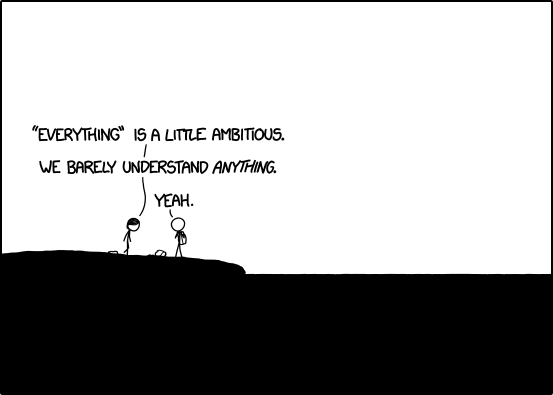 "EVERYTHING" IS A LITTLE AMBITIOUS.
WE BARELY UNDERSTAND ANYTHING.
YEAH.